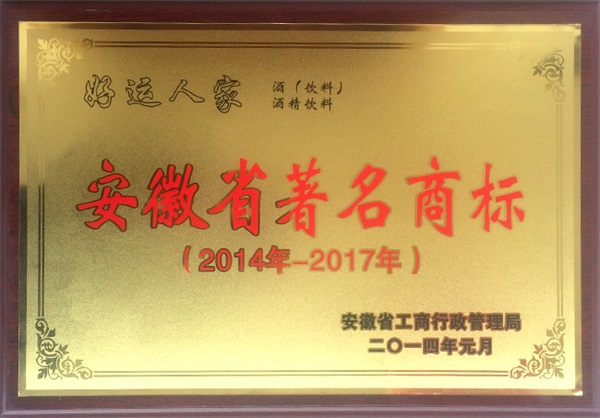 好运人家 酒（饮料）
酒精饮料
安徽省著名商标
（2014年-2017年）
安徽省工商行政管理局
二〇一四年元月